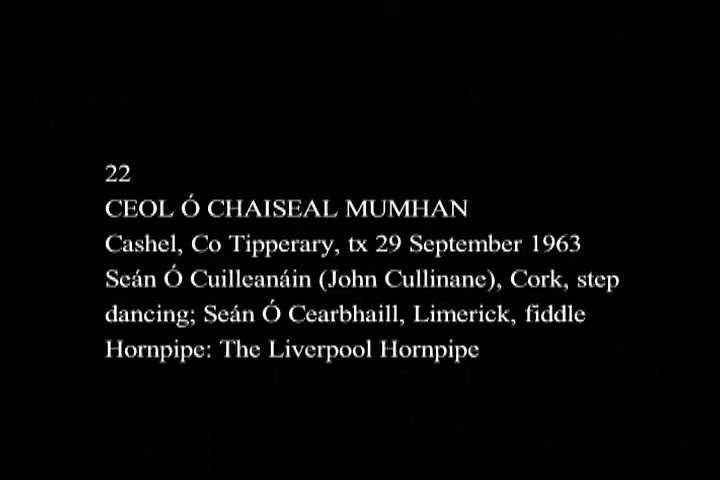 22
CEOL Ó CHAISEAL MUMHAN
Cashel, Co Tipperary, tx 29 September 1963
Seán Ó Cuilleanáin (John Cullinane), Cork, step
dancing; Seán Ó Cearbhaill, Limerick, fiddle
Hornpipe: The Liverpool Hornpipe